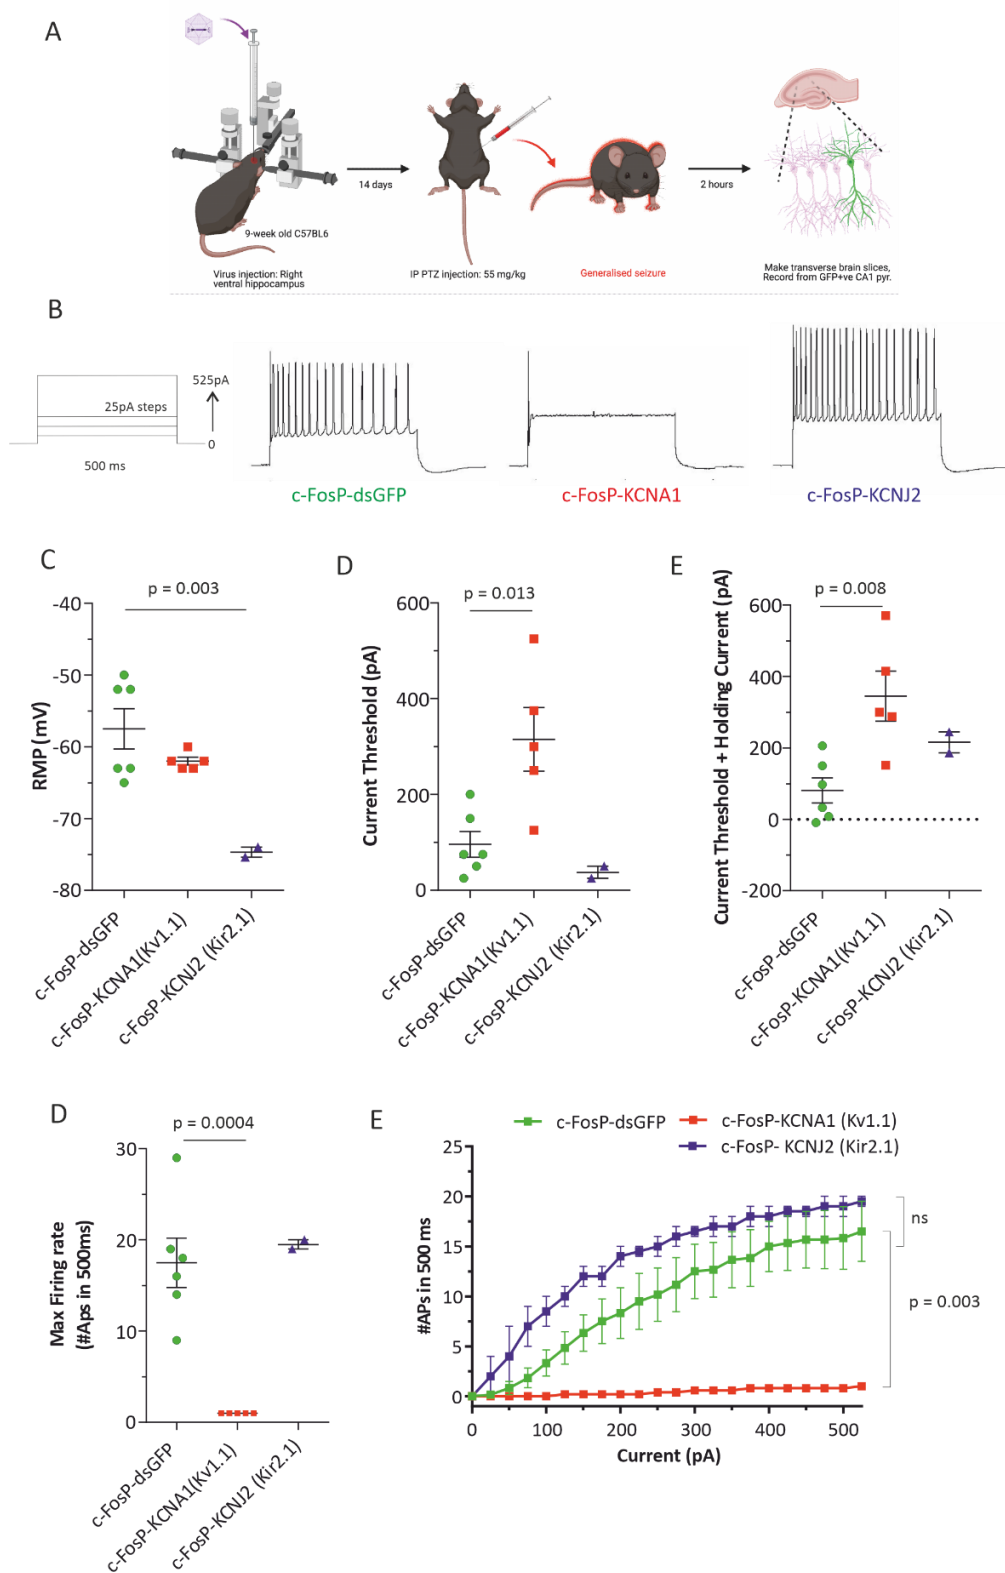 A
9-week old C57BL6
Virus injection: Right
ventral hippocampus
14 days
IP PTZ injection: 55 mg/kg
Generalised seizure
2 hours
Make transverse brain slices,
Record from GFP+ve CA1 pyr.
B
525pA
25pA steps
0
500 ms
c-FosP-dsGFP
c-FosP-KCNA1
c-FosP-KCNJ2
C
p = 0.003
RMP (mV)
-40
-50
-60
-70
-80
c-FosP-dsGFP
c-FosP-KCNA1(Kv1.1)
c-FosP-KCNJ2 (Kir2.1)
D
p = 0.013
Current Threshold (pA)
600
400
200
0
c-FosP-dsGFP
c-FosP-KCNA1(Kv1.1)
c-FosP-KCNJ2 (Kir2.1)
E
p = 0.008
Current Threshold + Holding Current (pA)
600
400
200
0
-200
c-FosP-dsGFP
c-FosP-KCNA1(Kv1.1)
c-FosP-KCNJ2 (Kir2.1)
D
p = 0.0004
Max Firing rate
(#Aps in 500ms)
30
20
10
0
c-FosP-dsGFP
c-FosP-KCNA1(Kv1.1)
c-FosP-KCNJ2 (Kir2.1)
E
c-FosP-dsGFP
c-FosP-KCNA1 (Kv1.1)
c-FosP- KCNJ2 (Kir2.1)
#APs in 500 ms
25
20
15
10
5
0
0
100
200
300
400
500
Current (pA)
ns
p = 0.003